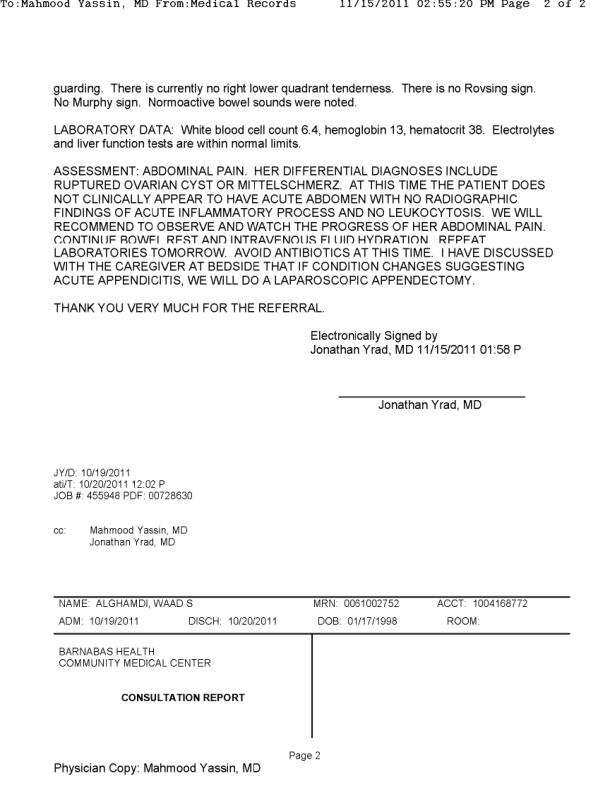 To:Mahmood Yassin, MD From:Medical Records 11/15/2011 02:55:20 PM Page 2 of 2
guarding. There is currently no right lower quadrant tenderness. There is no Rovsing sign.
No Murphy sign. Normoactive bowel sounds were noted.
LABORATORY DATA: White blood cell count 6.4, hemoglobin 13, hematocrit 38. Electrolytes
and liver function tests are within normal limits.
ASSESSMENT: ABDOMINAL PAIN. HER DIFFERENTIAL DIAGNOSES INCLUDE
RUPTURED OVARIAN CYST OR MITTELSCHMERZ. AT THIS TIME THE PATIENT DOES
NOT CLINICALLY APPEAR TO HAVE ACUTE ABDOMEN WITH NO RADIOGRAPHIC
FINDINGS OF ACUTE INFLAMMATORY PROCESS AND NO LEUKOCYTOSIS. WE WILL
RECOMMEND TO OBSERVE AND WATCH THE PROGRESS OF HER ABDOMINAL PAIN.
CONTINUE BOWEL REST AND INTRAVENOUS FLUID HYDRATION. REPEAT
LABORATORIES TOMORROW. AVOID ANTIBIOTICS AT THIS TIME. I HAVE DISCUSSED
WITH THE CAREGIVER AT BEDSIDE THAT IF CONDITION CHANGES SUGGESTING
ACUTE APPENDICITIS, WE WILL DO A LAPAROSCOPIC APPENDECTOMY.
THANK YOU VERY MUCH FOR THE REFERRAL.
Electronically Signed by
Jonathan Yrad, MD 11/15/2011 01:58 P
Jonathan Yrad, MD
JY/D: 10/19/2011
ati/T: 10/20/2011 12:02 P
JOB #: 455948 PDF: 00728630
cc: Mahmood Yassin, MD
Jonathan Yrad, MD
NAME: ALGHAMDI, WAAD S MRN: 0061002752 ACCT: 1004168772
ADM: 10/19/2011 DISCH: 10/20/2011 DOB: 01/17/1998 ROOM:
BARNABAS HEALTH
COMMUNITY MEDICAL CENTER
CONSULTATION REPORT
Page 2
Physician Copy: Mahmood Yassin, MD